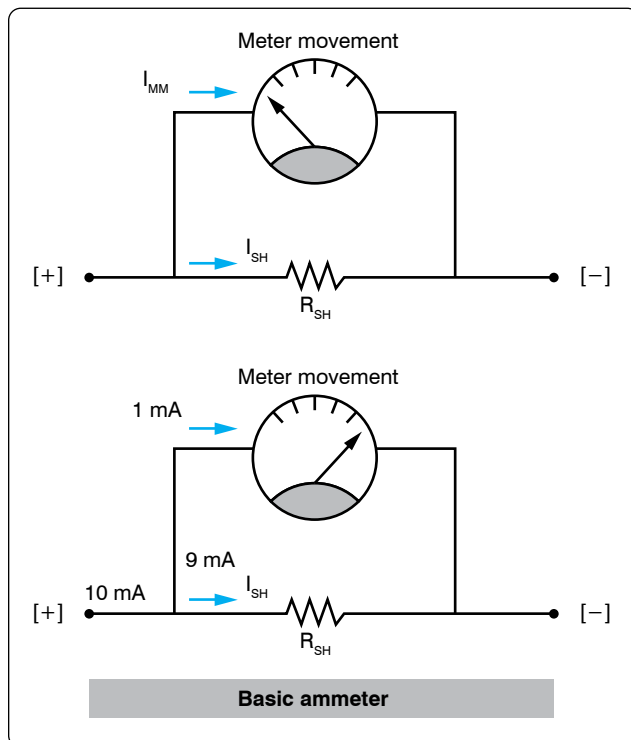 Meter movement
I_MM
[+] I_SH [−]
R_SH
Meter movement
1 mA
9 mA
10 mA I_SH
[+] [−]
R_SH
Basic ammeter